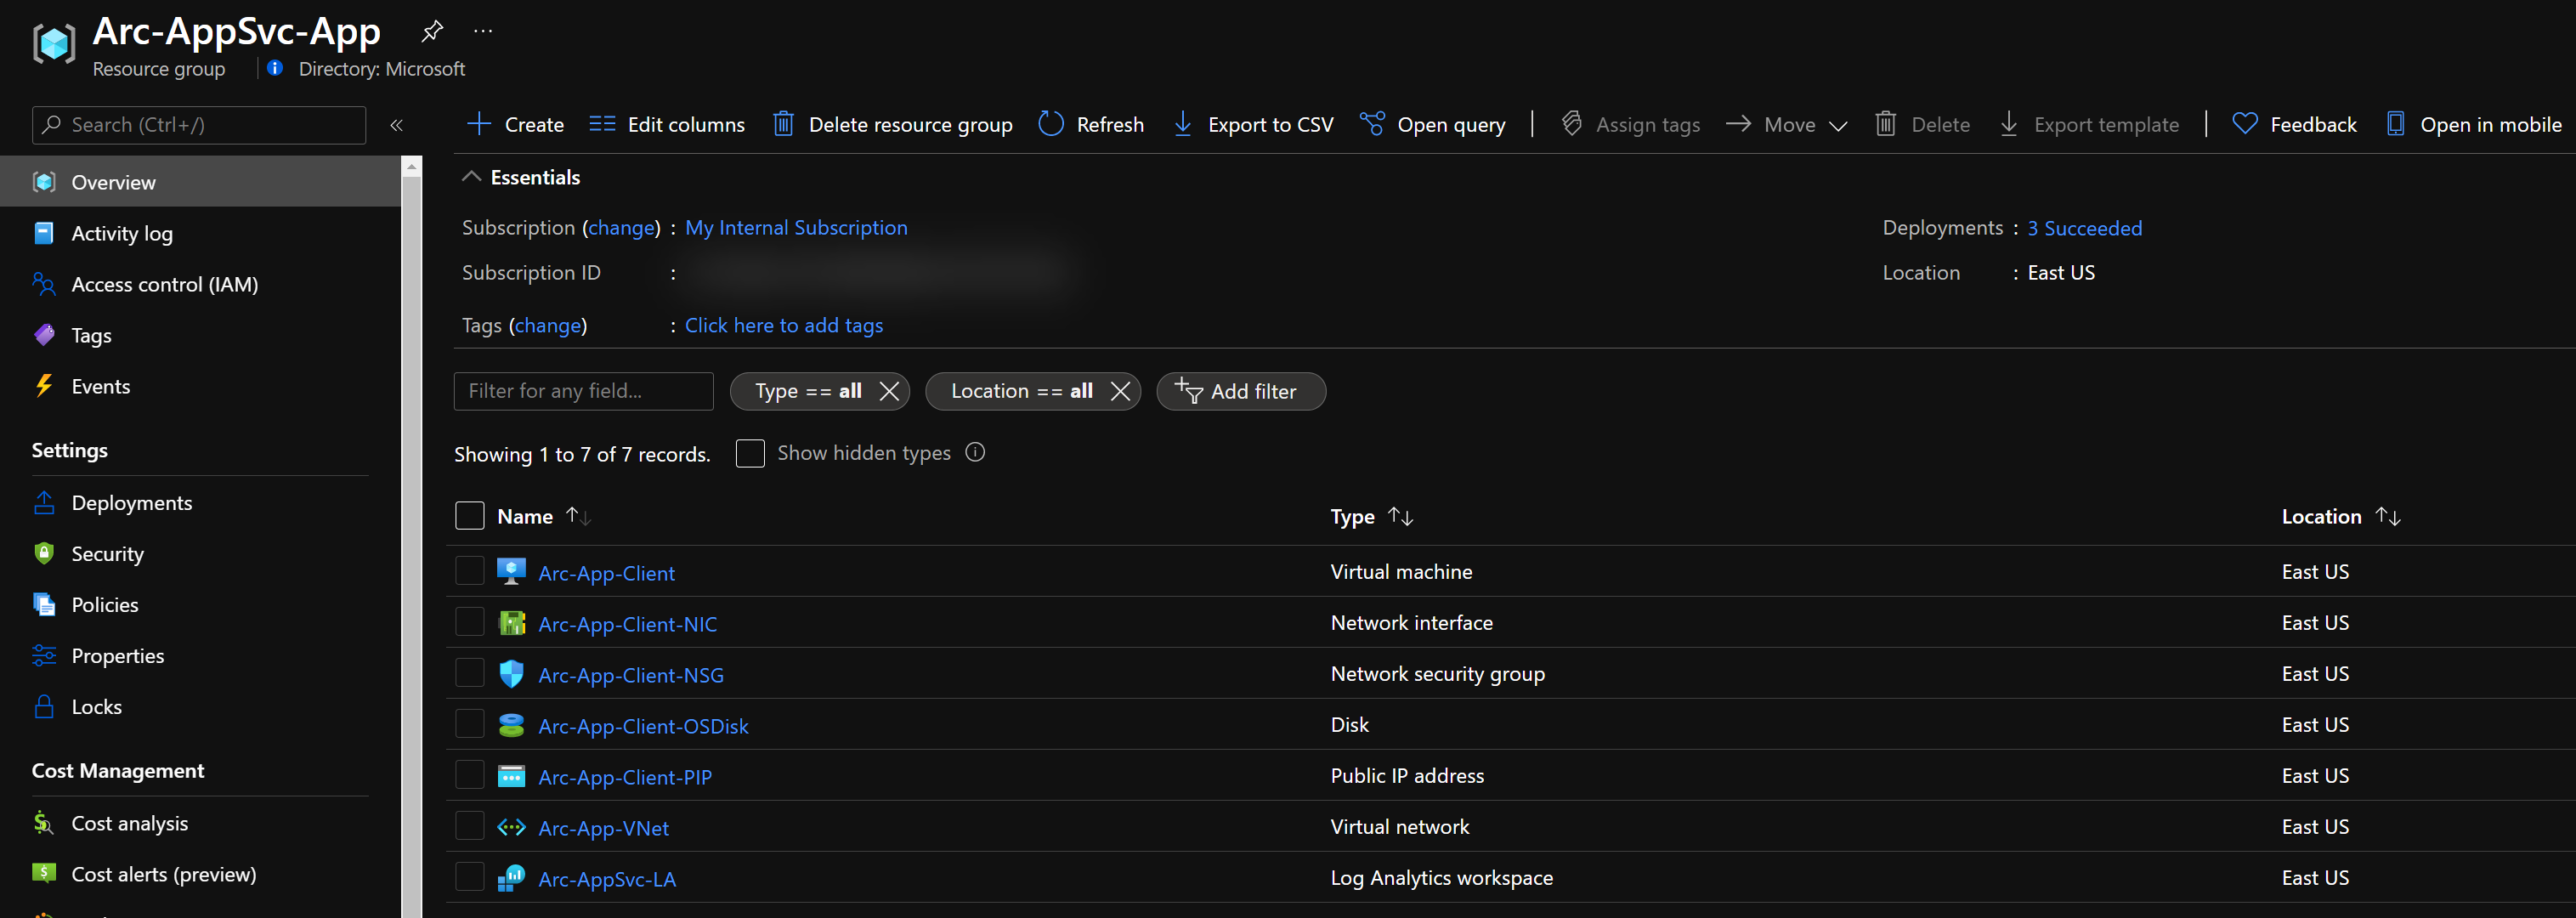 Arc-AppSvc-App ...
Resource group | Directory: Microsoft
Search (Ctrl+/) «
Overview
Activity log
Access control (IAM)
Tags
Events
Settings
Deployments
Security
Policies
Properties
Locks
Cost Management
Cost analysis
Cost alerts (preview)
Create Edit columns Delete resource group Refresh Export to CSV Open query Assign tags Move Delete Export template Feedback Open in mobile
Essentials
Subscription (change) : My Internal Subscription
Deployments : 3 Succeeded
Subscription ID :
Location : East US
Tags (change) : Click here to add tags
Filter for any field... Type == all Location == all Add filter
Showing 1 to 7 of 7 records. Show hidden types
Name Type Location
Arc-App-Client Virtual machine East US
Arc-App-Client-NIC Network interface East US
Arc-App-Client-NSG Network security group East US
Arc-App-Client-OSDisk Disk East US
Arc-App-Client-PIP Public IP address East US
Arc-App-VNet Virtual network East US
Arc-AppSvc-LA Log Analytics workspace East US